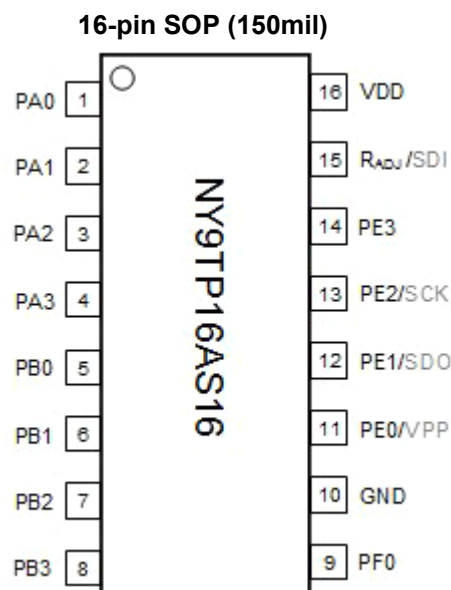 16-pin SOP (150mil)
PA0 1 16 VDD
PA1 2 15 RADJ/SDI
PA2 3 14 PE3
PA3 4 13 PE2/SCK
PB0 5 12 PE1/SDO
PB1 6 11 PE0/VPP
PB2 7 10 GND
PB3 8 9 PF0
NY9TP16AS16